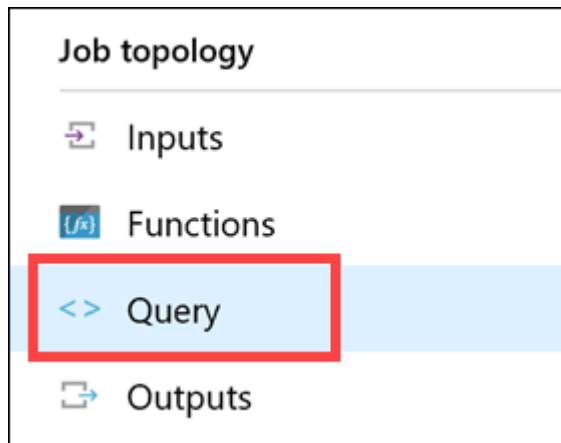 Job topology
Inputs
{fx} Functions
<> Query
Outputs